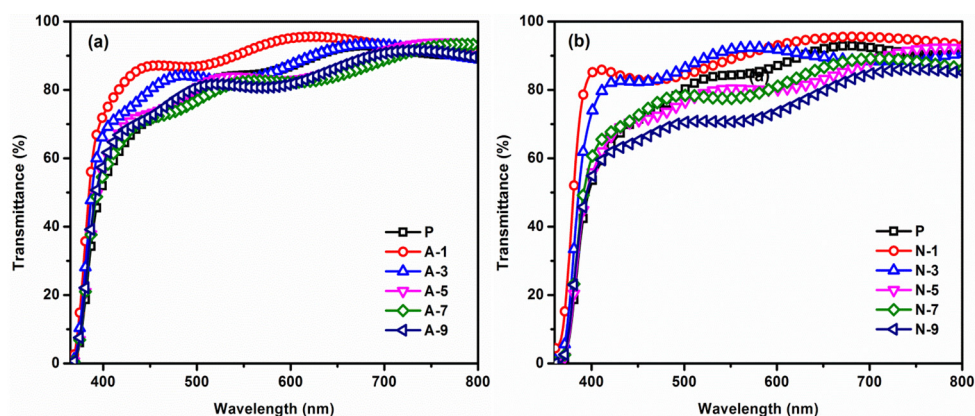 (a)
Transmittance (%)
100
80
60
40
20
0
P
A-1
A-3
A-5
A-7
A-9
400
500
600
700
800
Wavelength (nm)
(b)
(a)
Transmittance (%)
100
80
60
40
20
0
P
N-1
N-3
N-5
N-7
N-9
400
500
600
700
800
Wavelength (nm)